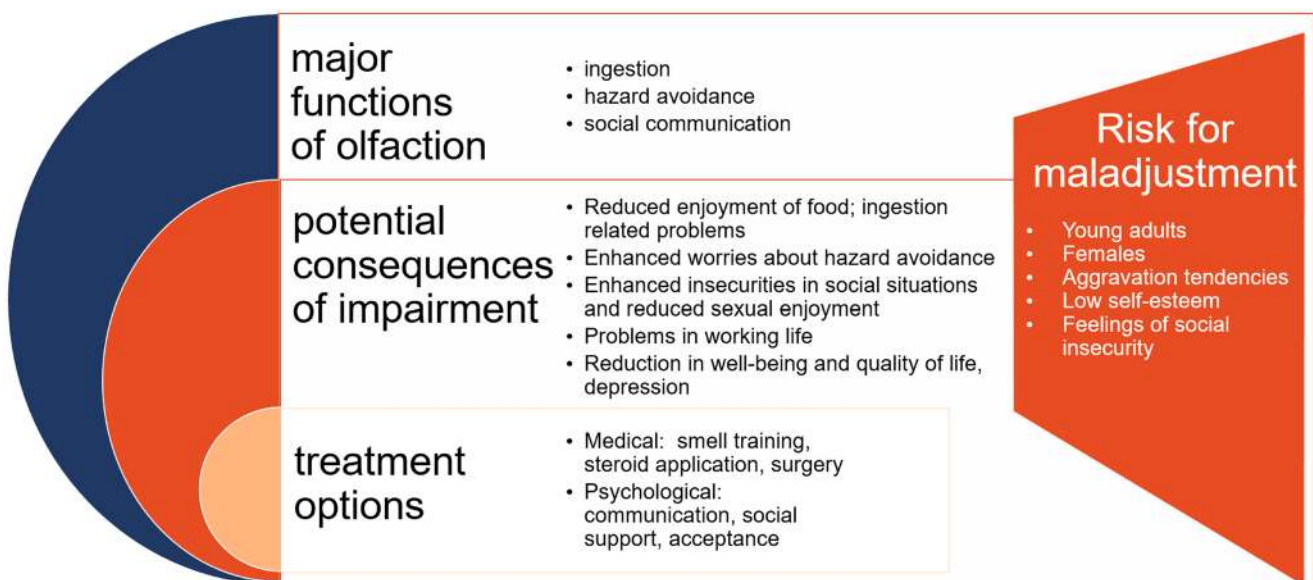 major
functions
of olfaction
• ingestion
• hazard avoidance
• social communication
potential
consequences
of impairment
• Reduced enjoyment of food; ingestion
related problems
• Enhanced worries about hazard avoidance
• Enhanced insecurities in social situations
and reduced sexual enjoyment
• Problems in working life
• Reduction in well-being and quality of life,
depression
treatment
options
• Medical: smell training,
steroid application, surgery
• Psychological:
communication, social
support, acceptance
Risk for
maladjustment
• Young adults
• Females
• Aggravation tendencies
• Low self-esteem
• Feelings of social
insecurity